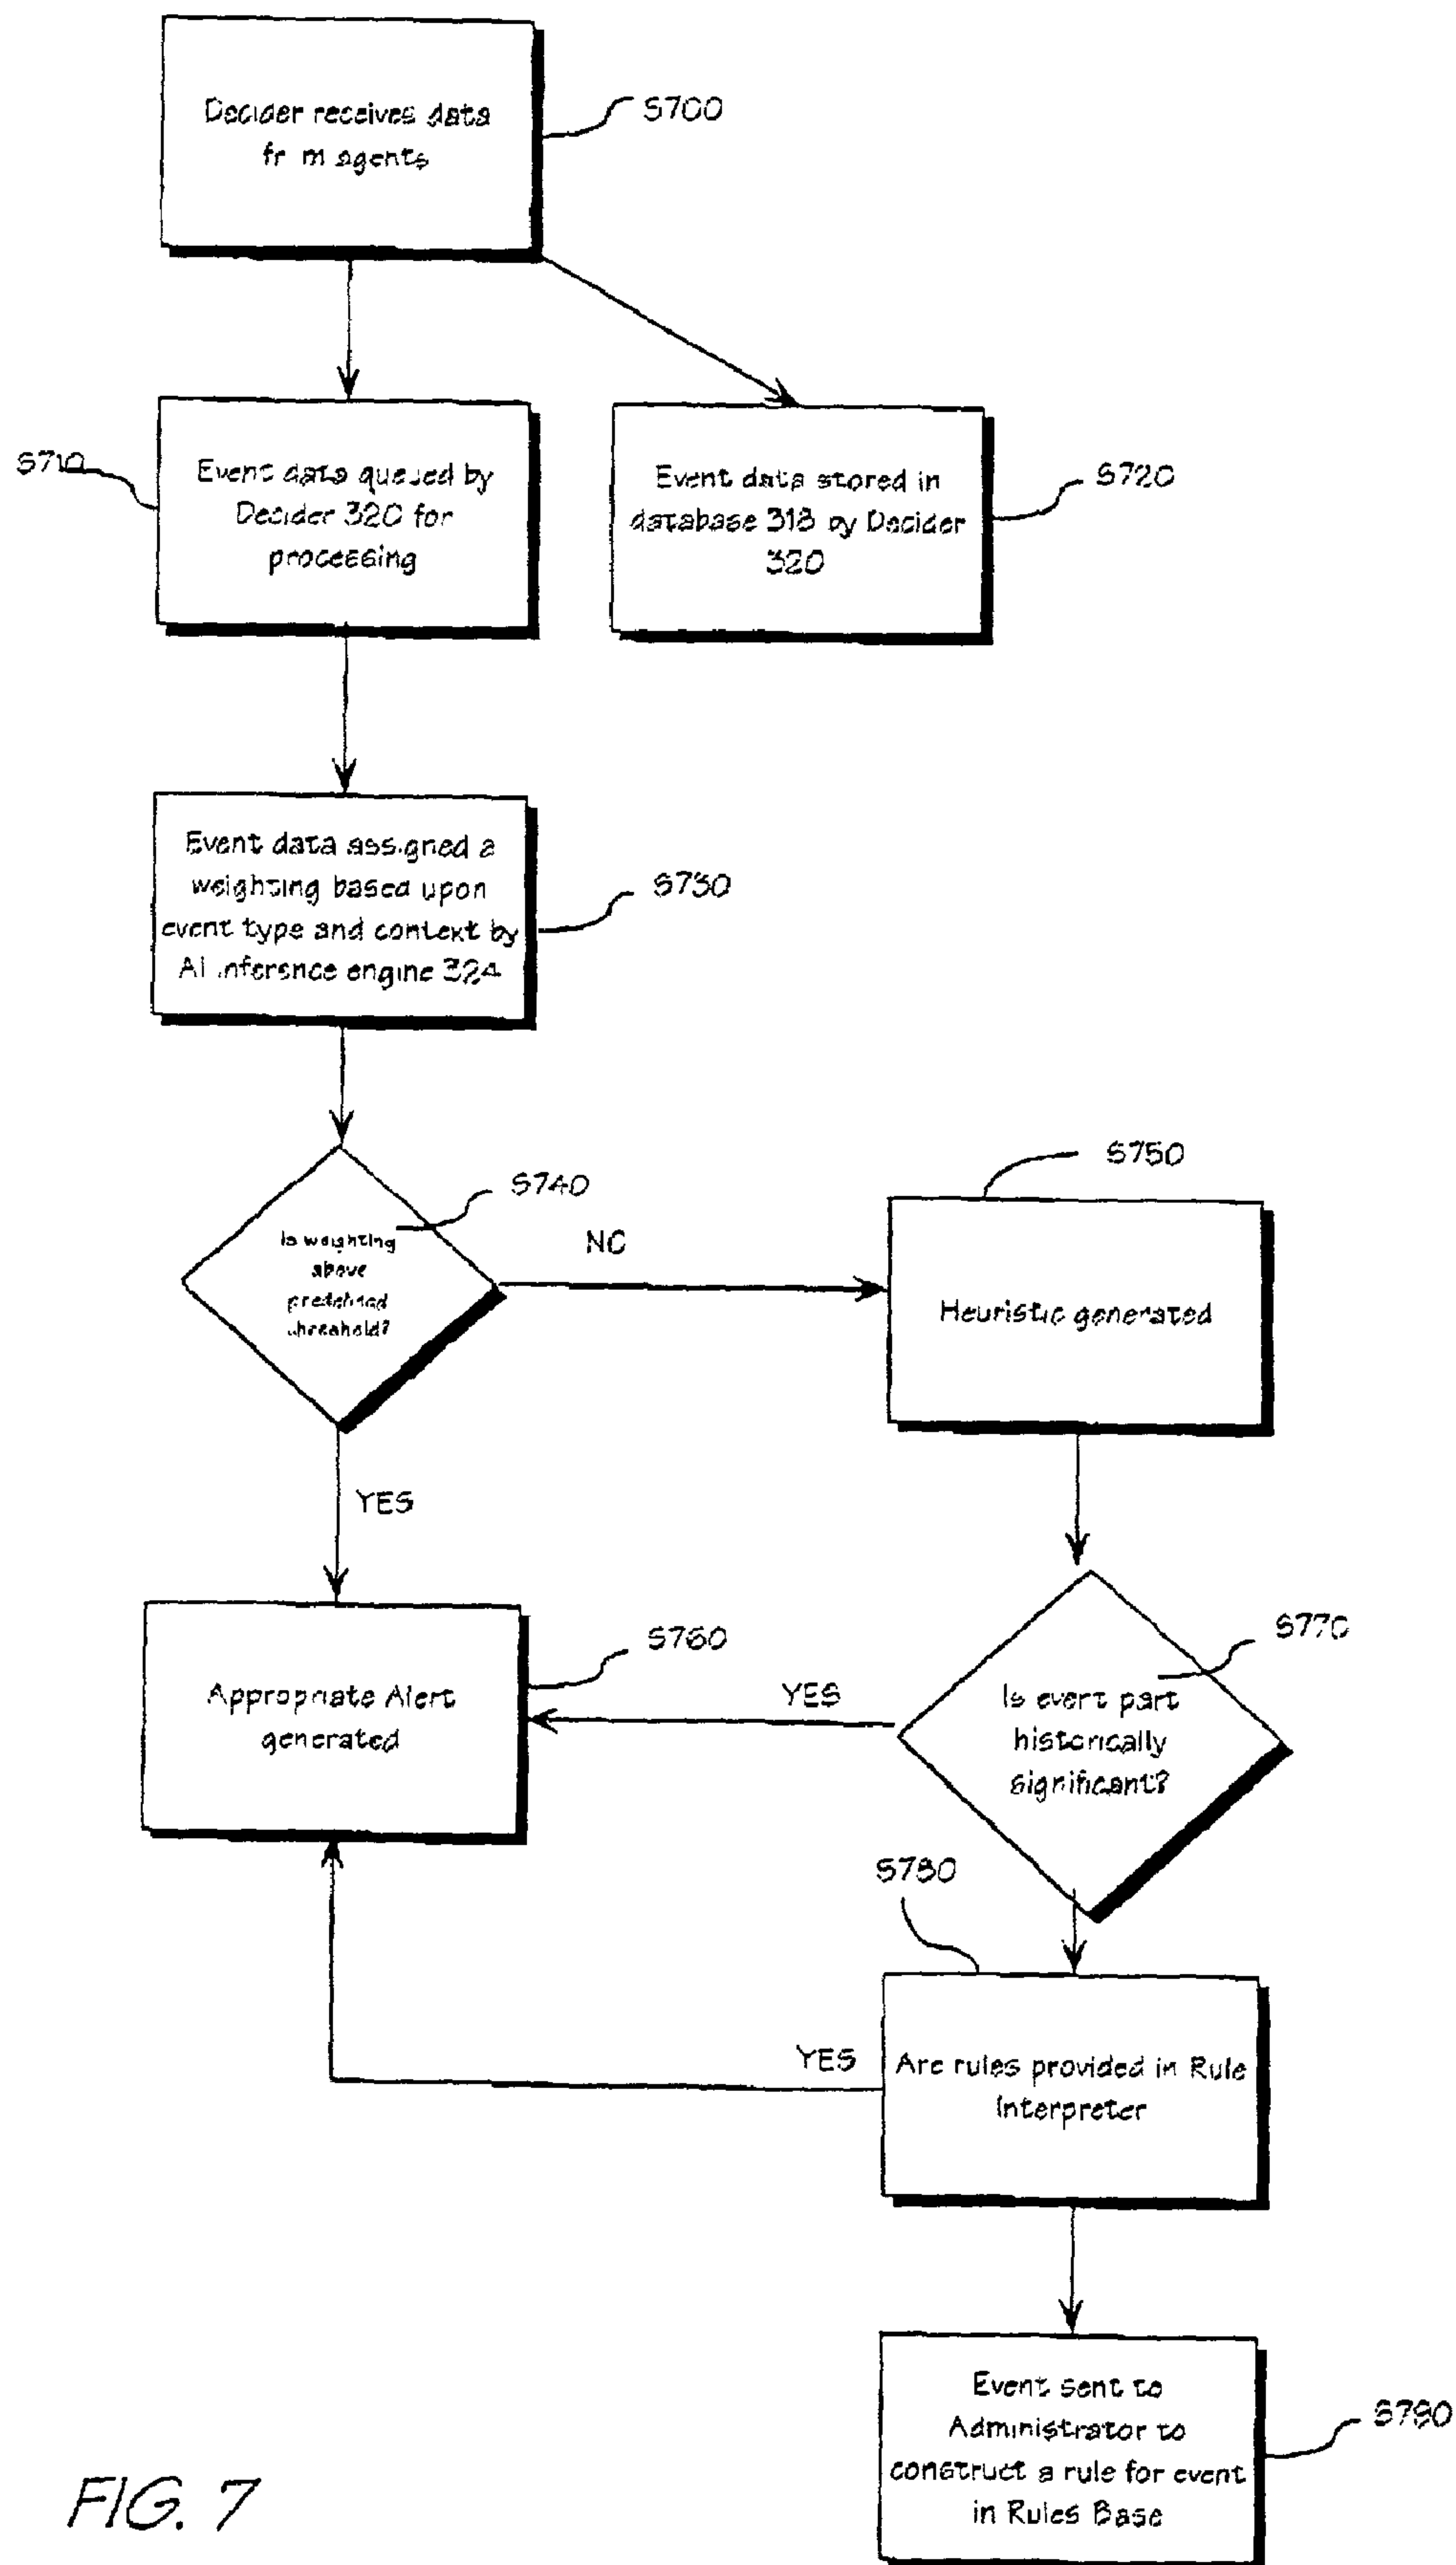 Decider receives data
fr m agents
S700
S710
Event data queued by
Decider 320 for
processing
Event data stored in
database 318 by Decider
320
S720
Event data assigned a
weighting based upon
event type and context by
AI inference engine 324
S730
S740
Is weighting
above
predefined
threshold?
NO
S750
Heuristic generated
YES
Appropriate Alert
generated
S760
YES
S770
Is event part
historically
significant?
S780
YES
Are rules provided in Rule
Interpreter
Event sent to
Administrator to
construct a rule for event
in Rules Base
S790
FIG. 7